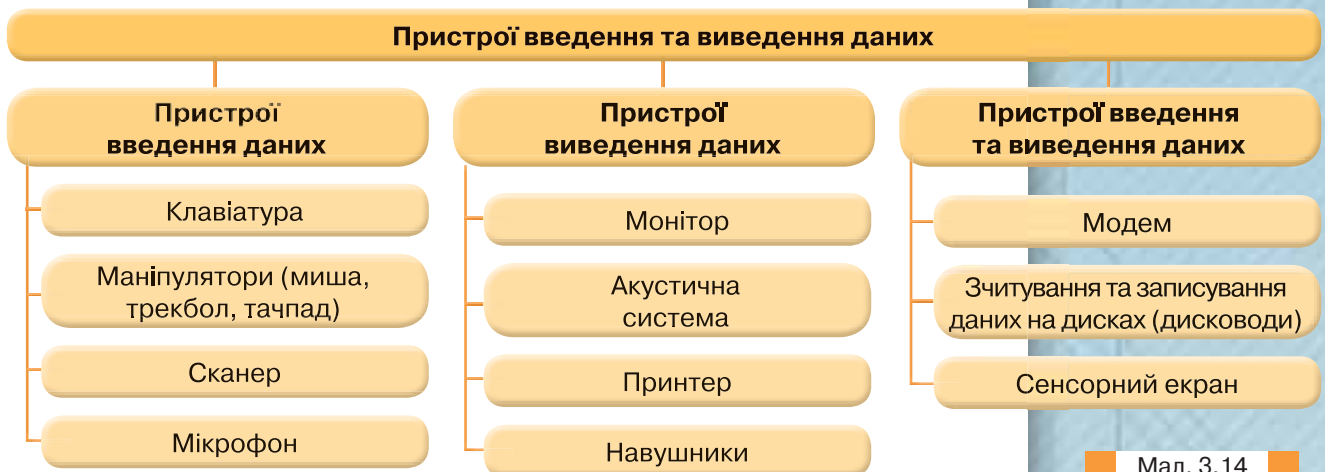 Пристрої введення та виведення даних
Пристрої
введення даних
Клавіатура
Маніпулятори (миша,
трекбол, тачпад)
Сканер
Мікрофон
Пристрої
виведення даних
Монітор
Акустична
система
Принтер
Навушники
Пристрої введення
та виведення даних
Модем
Зчитування та записування
даних на дисках (дисководи)
Сенсорний екран
Мал. 3.14